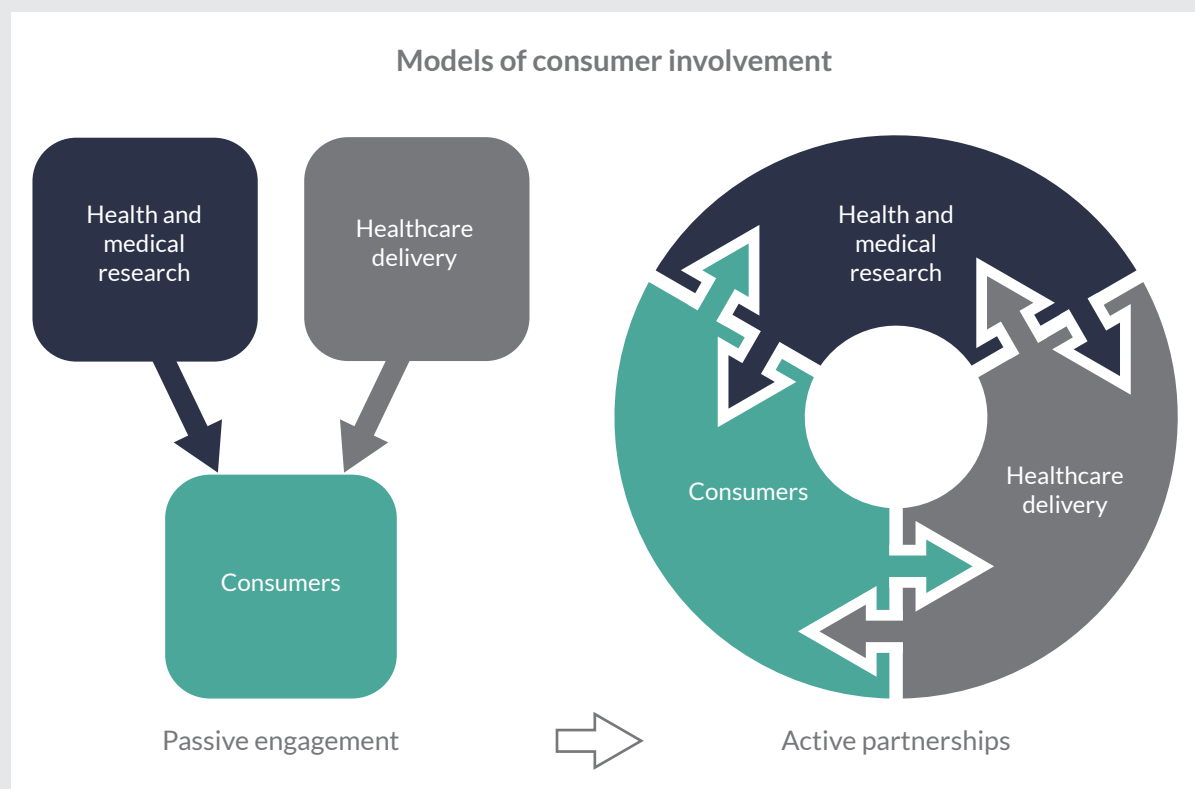 Models of consumer involvement
Health and
medical
research
Healthcare
delivery
Consumers
Passive engagement
Health and
medical
research
Consumers
Healthcare
delivery
Active partnerships